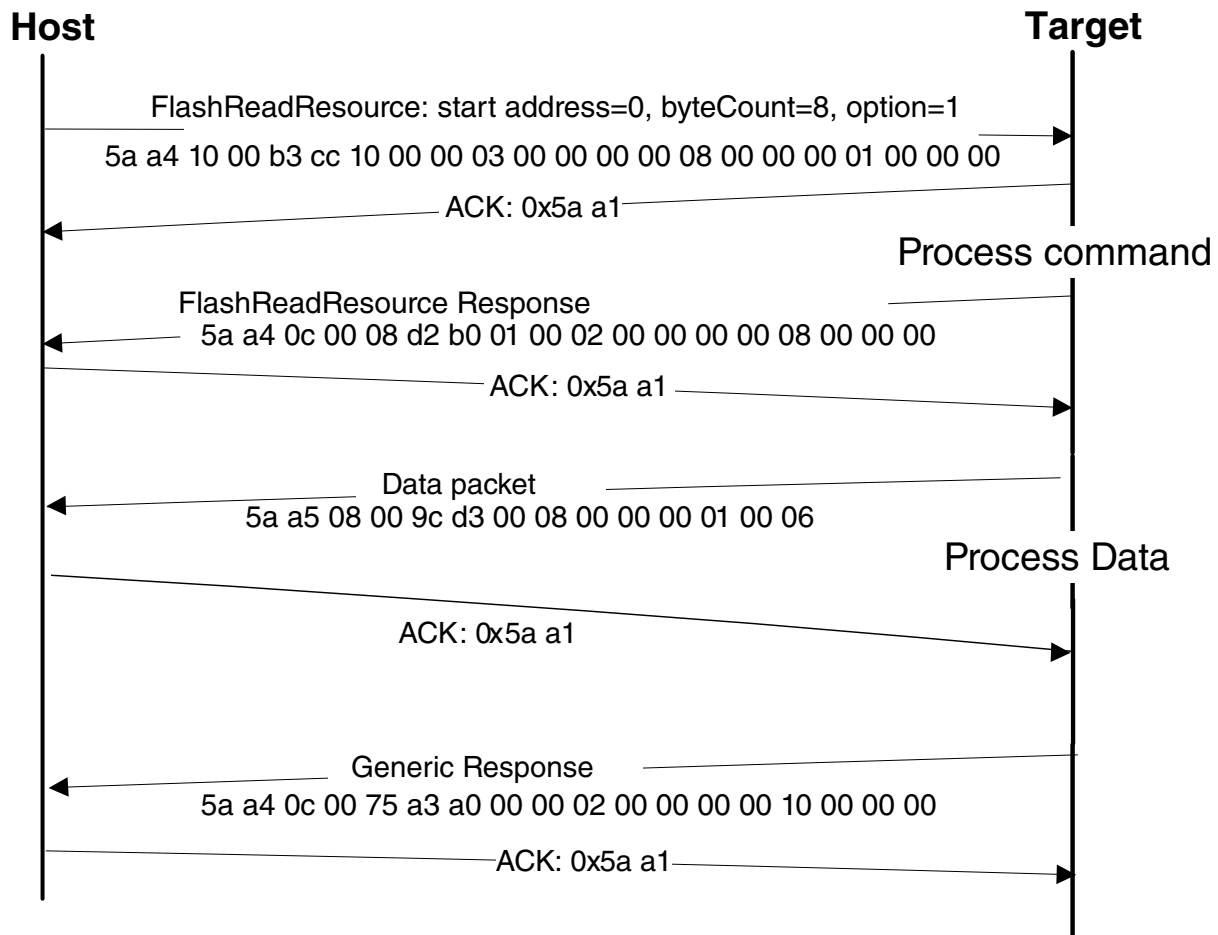 Host
Target
FlashReadResource: start address=0, byteCount=8, option=1
5a a4 10 00 b3 cc 10 00 00 03 00 00 00 00 08 00 00 00 01 00 00 00
ACK: 0x5a a1
Process command
FlashReadResource Response
5a a4 0c 00 08 d2 b0 01 00 02 00 00 00 00 08 00 00 00
ACK: 0x5a a1
Data packet
5a a5 08 00 9c d3 00 08 00 00 00 01 00 06
Process Data
ACK: 0x5a a1
Generic Response
5a a4 0c 00 75 a3 a0 00 00 02 00 00 00 00 10 00 00 00
ACK: 0x5a a1